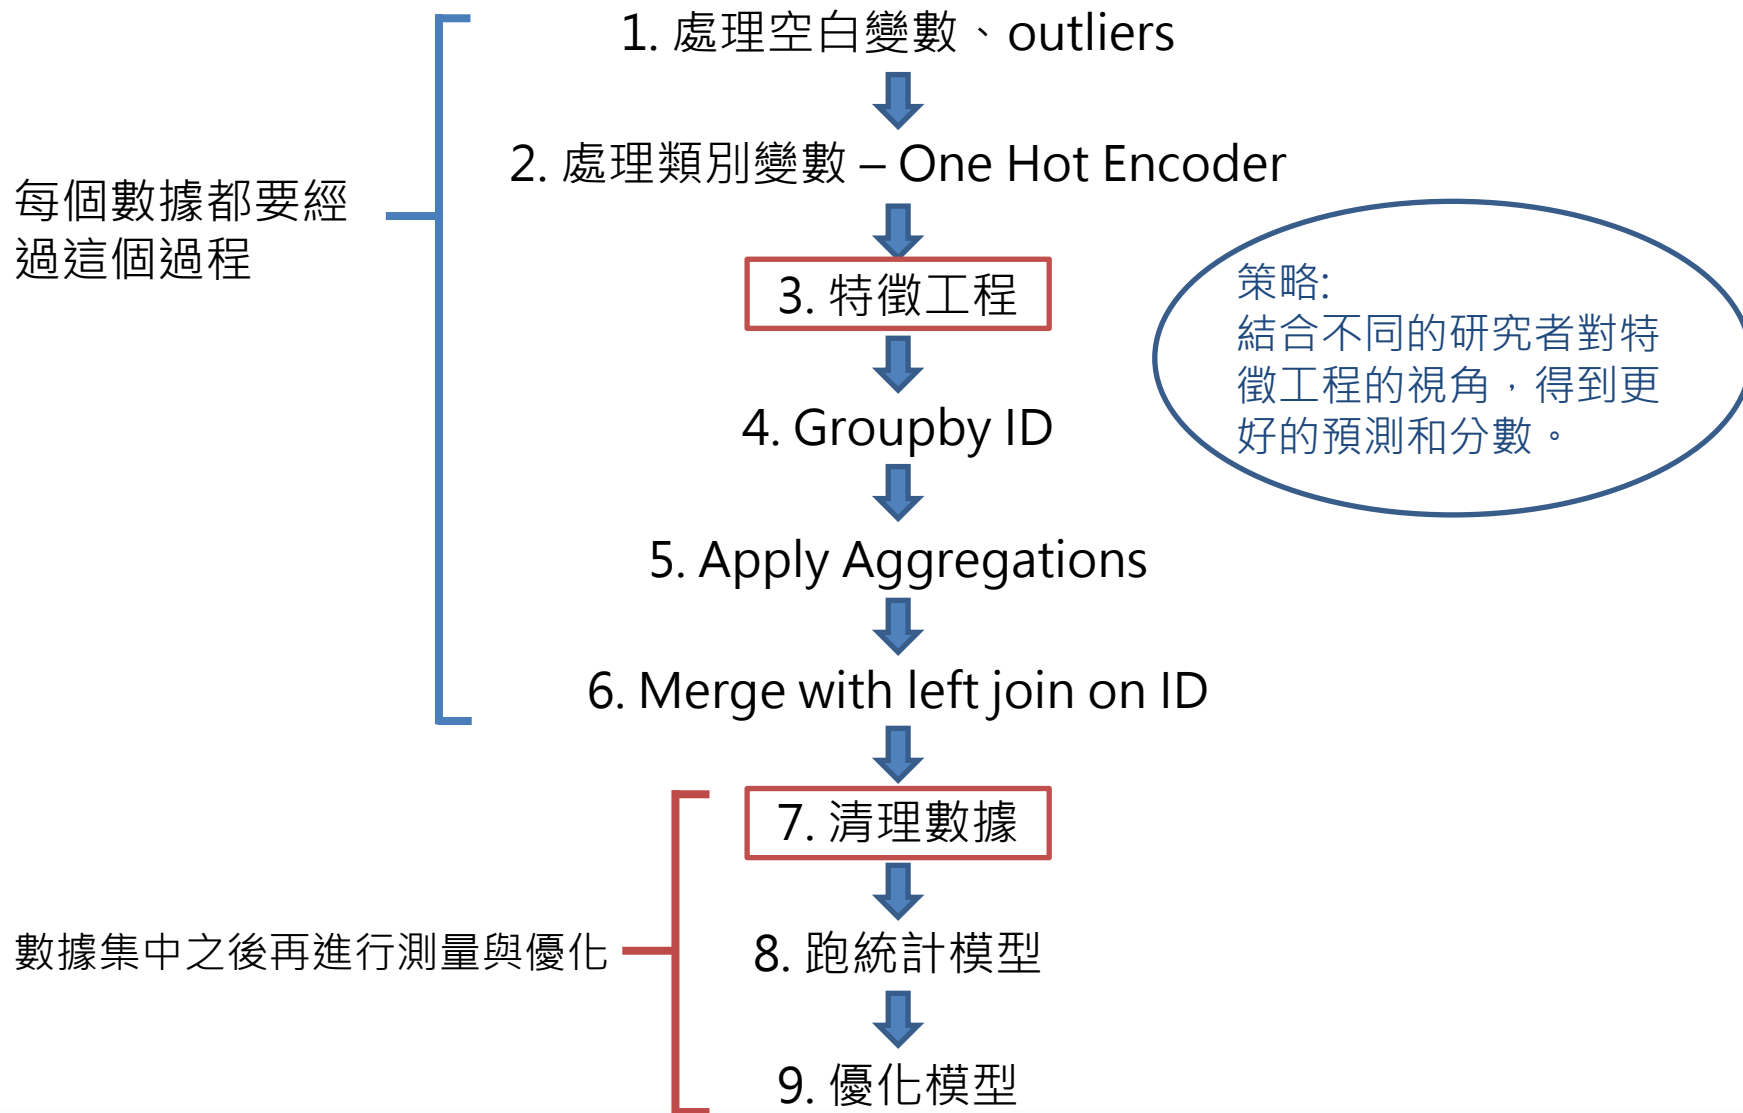 1. 處理空白變數、outliers
2. 處理類別變數 – One Hot Encoder
每個數據都要經
過這個過程
3. 特徵工程
策略:
結合不同的研究者對特
徵工程的視角，得到更
好的預測和分數。
4. Groupby ID
5. Apply Aggregations
6. Merge with left join on ID
7. 清理數據
數據集中之後再進行測量與優化
8. 跑統計模型
9. 優化模型